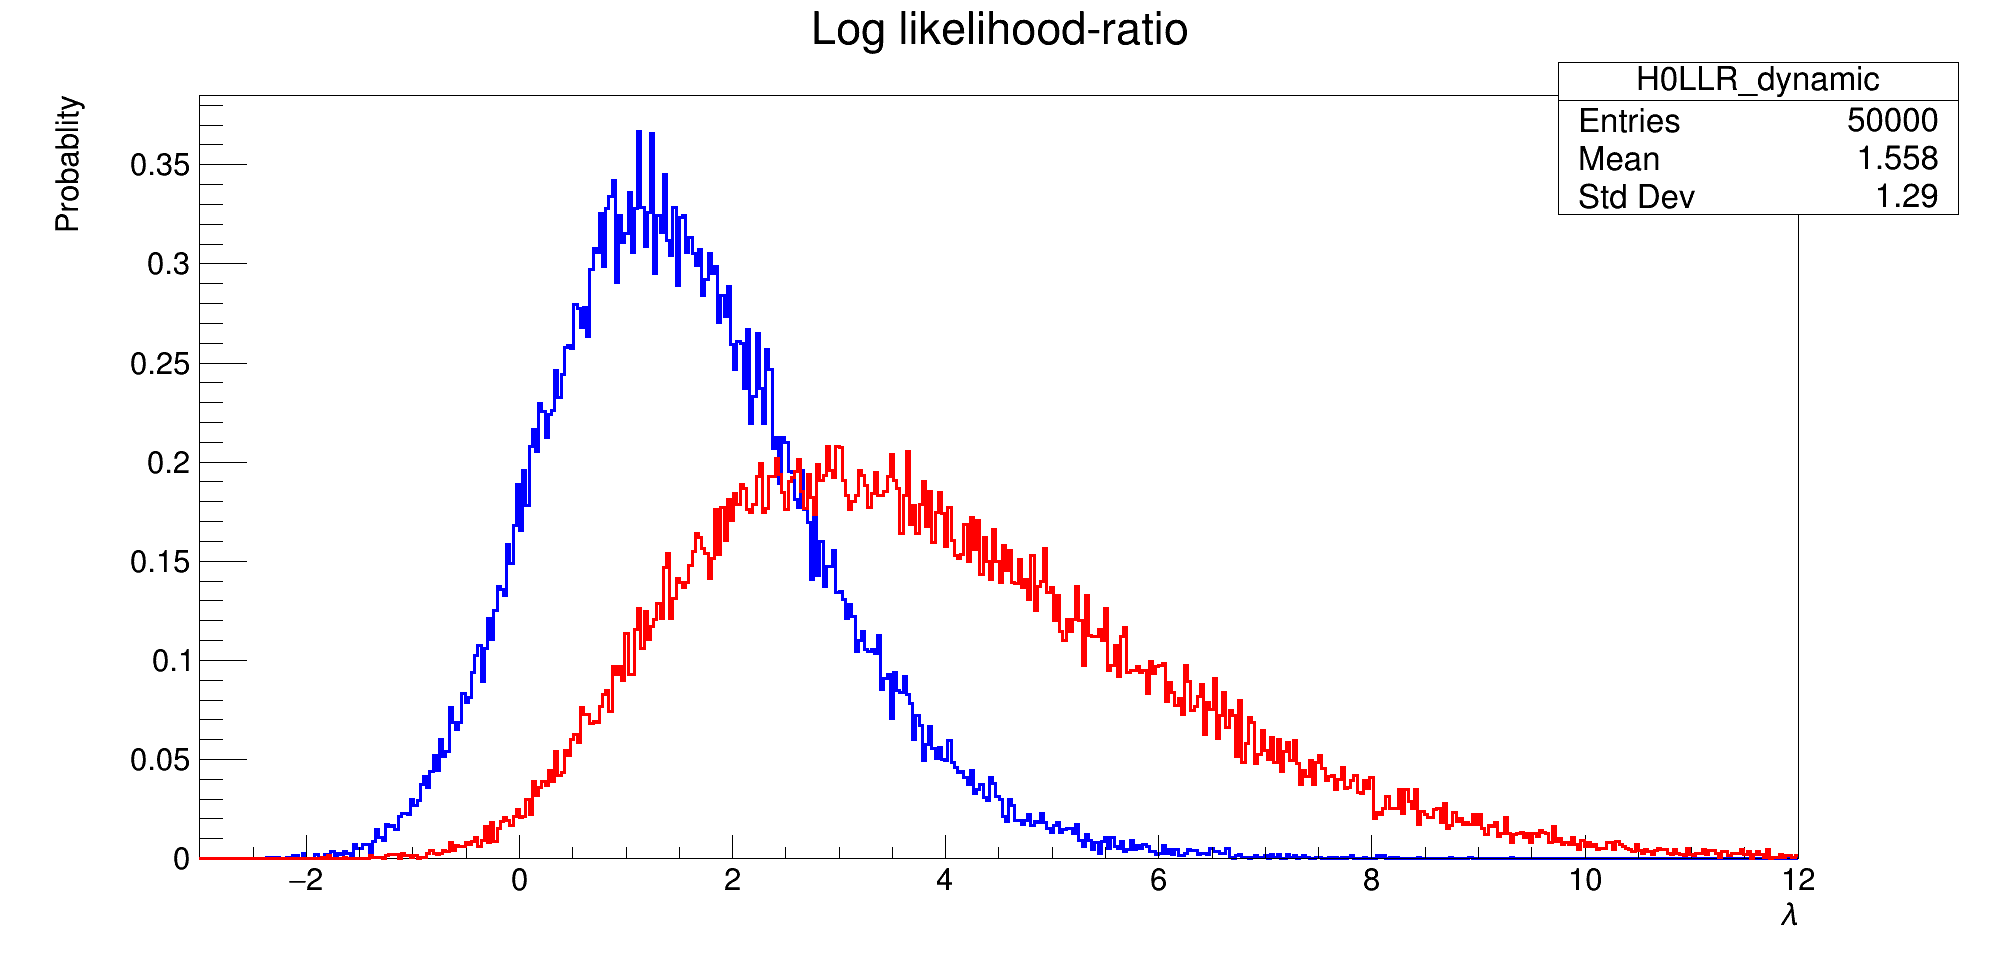 Log likelihood-ratio
H0LLR_dynamic
Entries 50000
Mean 1.558
Std Dev 1.29
Probablity
0.35
0.3
0.25
0.2
0.15
0.1
0.05
0
−2 0 2 4 6 8 10 12
λ